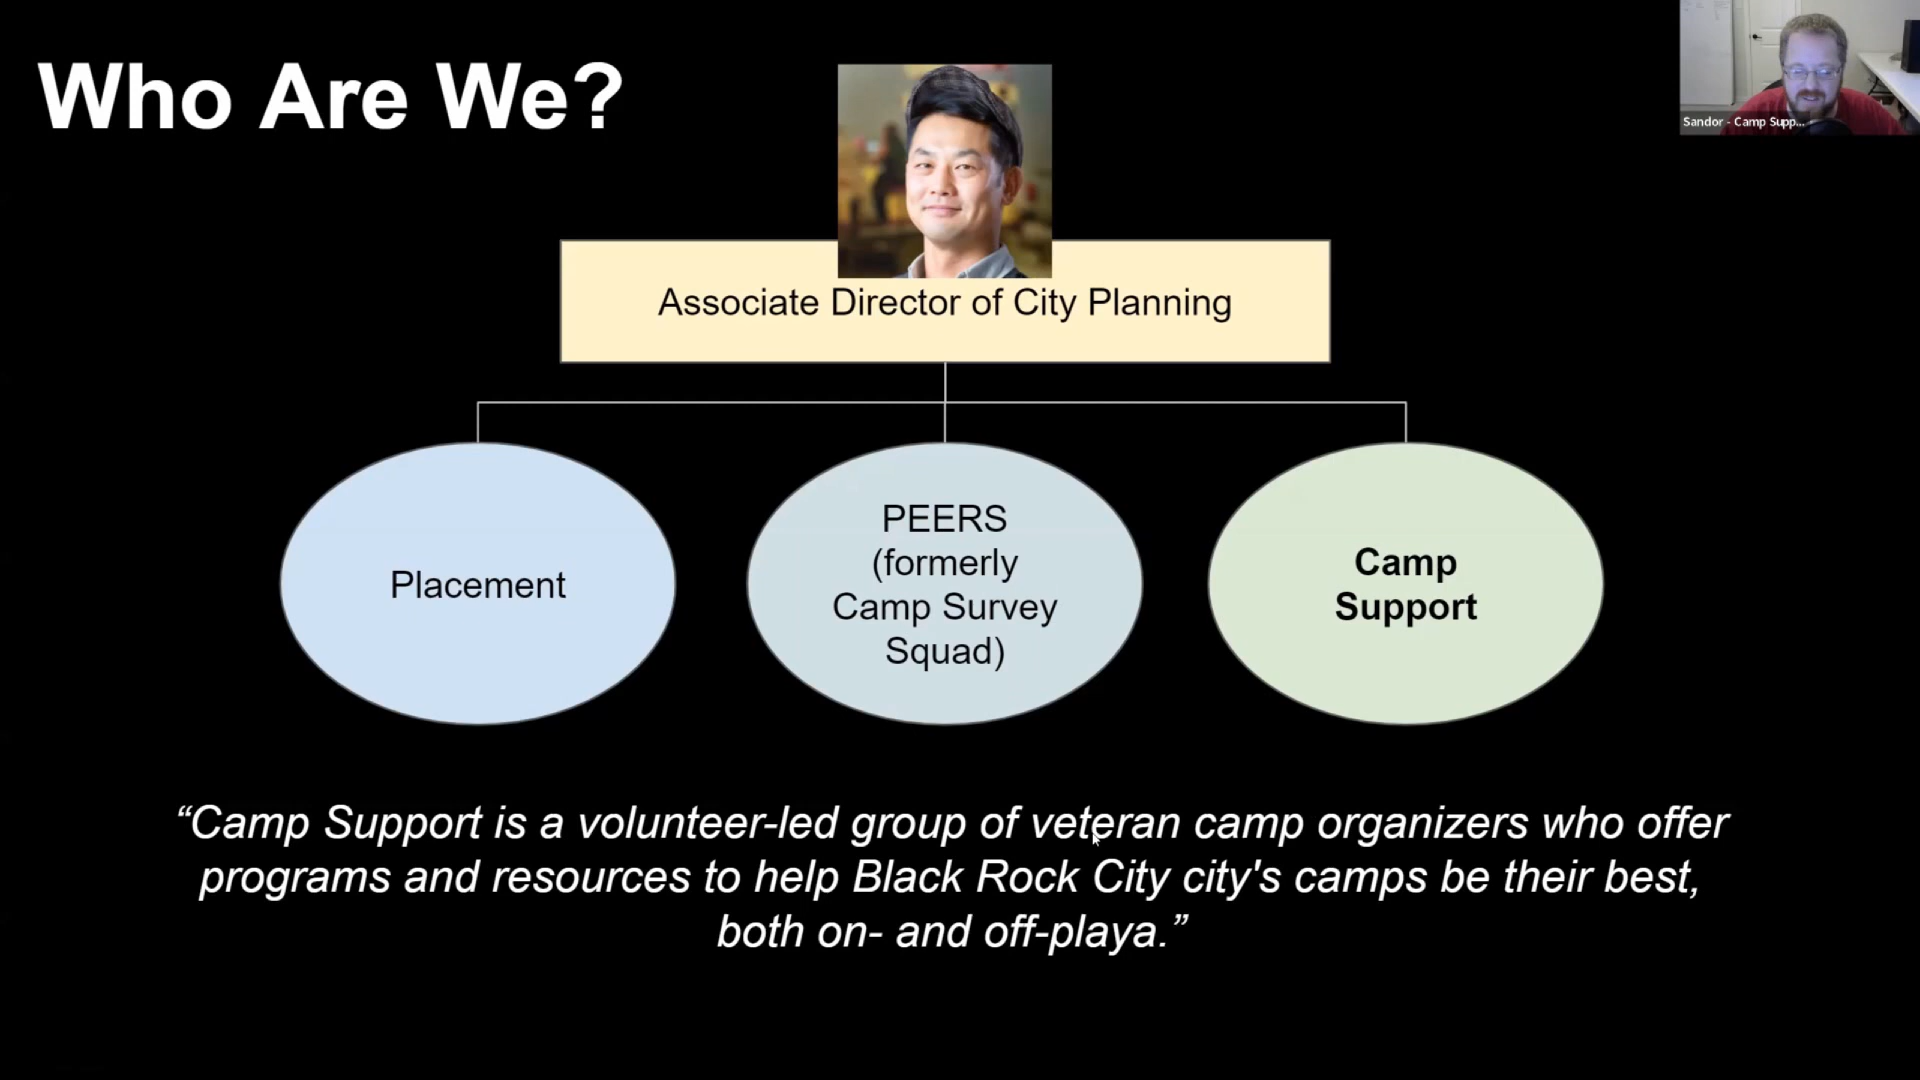 Who Are We?
Sandor - Camp Supp...
Associate Director of City Planning
Placement
PEERS
(formerly
Camp Survey
Squad)
Camp
Support
“Camp Support is a volunteer-led group of veteran camp organizers who offer
programs and resources to help Black Rock City city's camps be their best,
both on- and off-playa.”